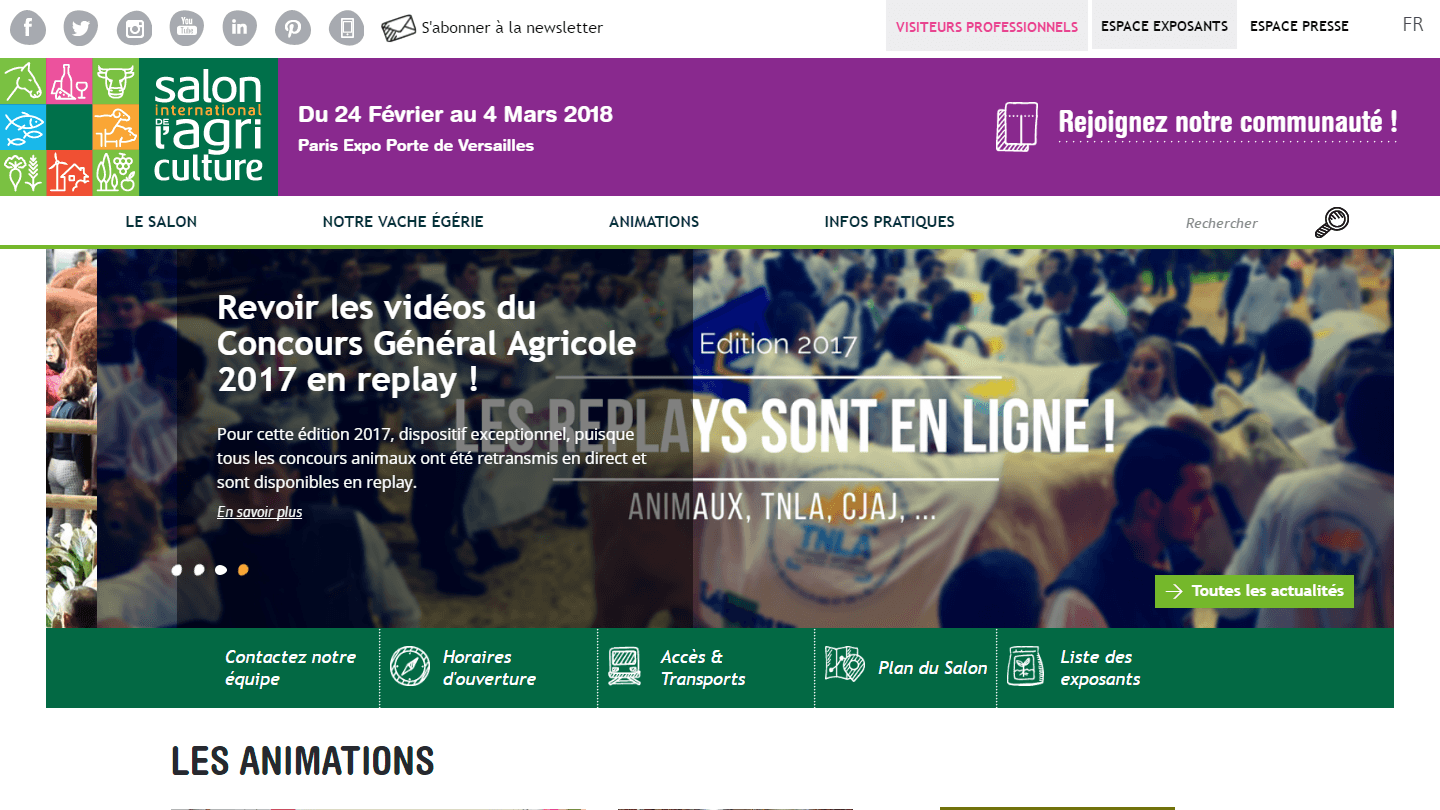 S'abonner à la newsletter
VISITEURS PROFESSIONNELS
ESPACE EXPOSANTS
ESPACE PRESSE
FR
salon
international
DE
l'agri
culture
Du 24 Février au 4 Mars 2018
Paris Expo Porte de Versailles
Rejoignez notre communauté !
LE SALON
NOTRE VACHE ÉGÉRIE
ANIMATIONS
INFOS PRATIQUES
Rechercher
Revoir les vidéos du
Concours Général Agricole
2017 en replay !
Pour cette édition 2017, dispositif exceptionnel, puisque
tous les concours animaux ont été retransmis en direct et
sont disponibles en replay.
En savoir plus
Edition 2017
LES REPLAYS SONT EN LIGNE !
ANIMAUX, TNLA, CJAJ, ...
TNLA
Toutes les actualités
Contactez notre
équipe
Horaires
d'ouverture
Accès &
Transports
Plan du Salon
Liste des
exposants
LES ANIMATIONS